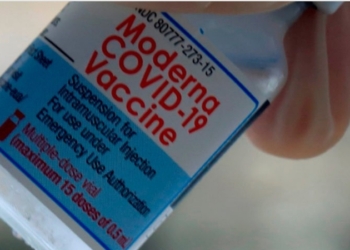 NDC 80777-273-15
Moderna
COVID-19
Vaccine
Suspension for
Intramuscular Injection
For use under
Emergency Use Authorization
Multiple-dose vial
(maximum 15 doses of 0.5 mL